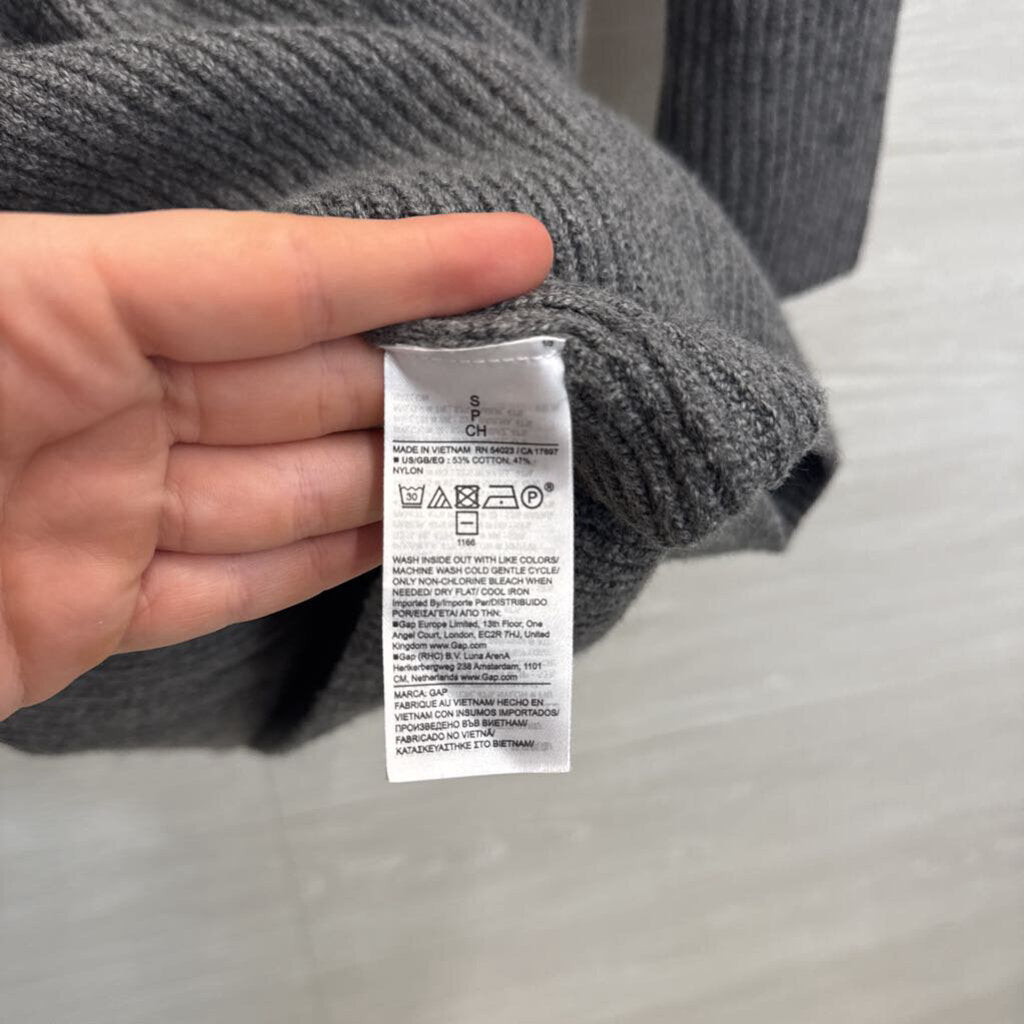 S
P
CH
MADE IN VIETNAM RN 54023 / CA 17697
■ US/GB/EG : 53% COTTON, 47%
NYLON
30 P ®
1166
WASH INSIDE OUT WITH LIKE COLORS/
MACHINE WASH COLD GENTLE CYCLE/
ONLY NON-CHLORINE BLEACH WHEN
NEEDED/ DRY FLAT/ COOL IRON
Imported By/Importe Par/DISTRIBUIDO
POR/ΕΙΣΑΓΕΤΑΙ ΑΠΟ ΤΗΝ:
■Gap Europe Limited, 13th Floor, One
Angel Court, London, EC2R 7HJ, United
Kingdom www.Gap.com
■Gap (RHC) B.V. Luna ArenA
Herikerbergweg 238 Amsterdam, 1101
CM, Netherlands www.Gap.com
MARCA: GAP
FABRIQUE AU VIETNAM/ HECHO EN
VIETNAM CON INSUMOS IMPORTADOS/
ПРОИЗВЕДЕНО ВЪВ ВИЕТНАМ/
FABRICADO NO VIETNÃ/
ΚΑΤΑΣΚΕΥΑΣΤΗΚΕ ΣΤΟ ΒΙΕΤΝΑΜ/